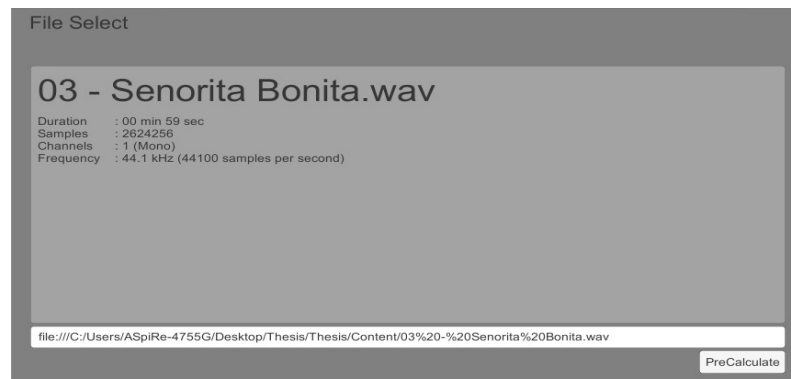 File Select
03 - Senorita Bonita.wav
Duration : 00 min 59 sec
Samples : 2624256
Channels : 1 (Mono)
Frequency : 44.1 kHz (44100 samples per second)
file:///C:/Users/ASpiRe-4755G/Desktop/Thesis/Thesis/Content/03%20-%20Senorita%20Bonita.wav
PreCalculate